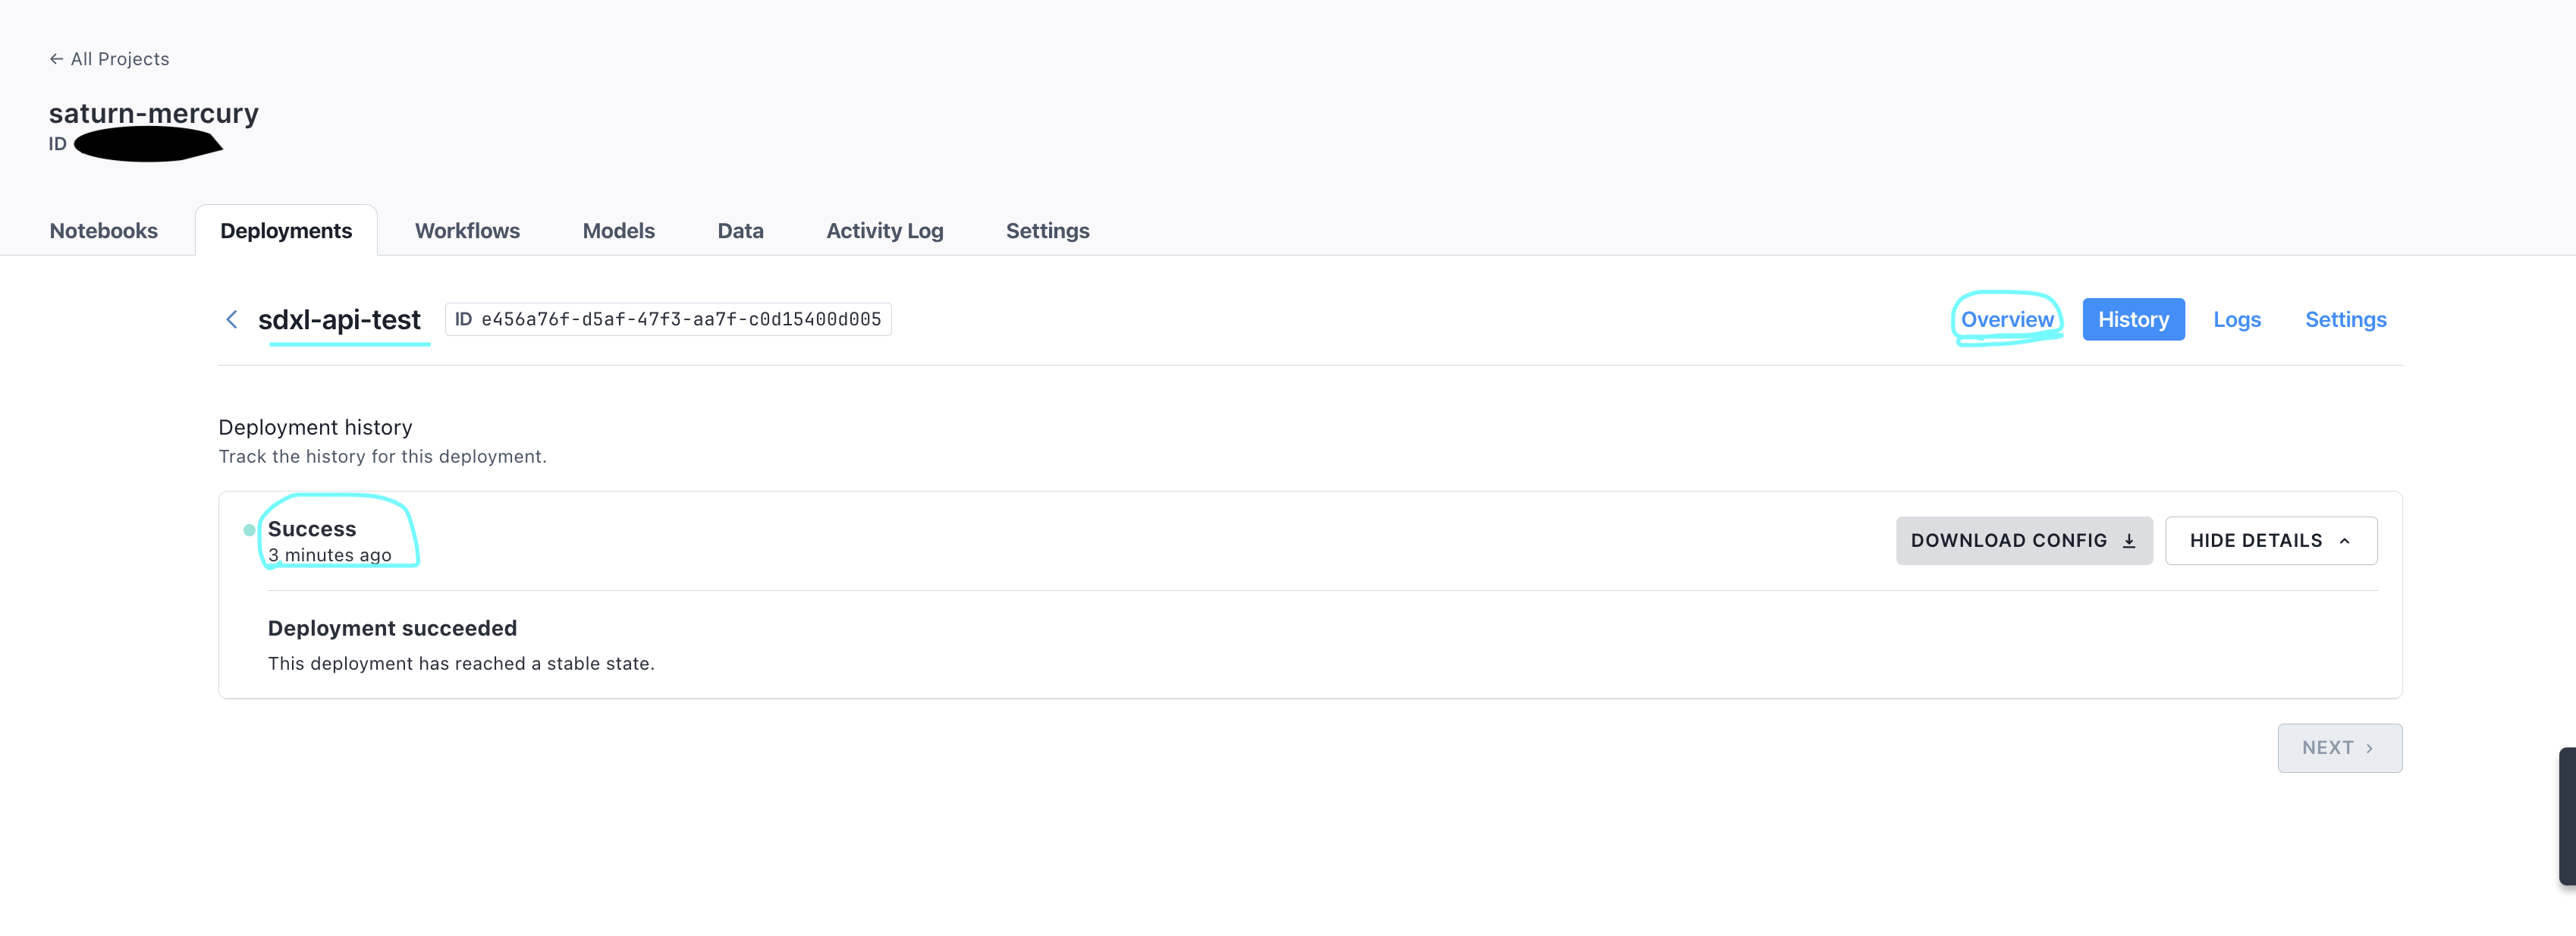 ← All Projects
saturn-mercury
ID
Notebooks Deployments Workflows Models Data Activity Log Settings
sdxl-api-test ID e456a76f-d5af-47f3-aa7f-c0d15400d005 Overview History Logs Settings
Deployment history
Track the history for this deployment.
Success
3 minutes ago
DOWNLOAD CONFIG HIDE DETAILS
Deployment succeeded
This deployment has reached a stable state.
NEXT